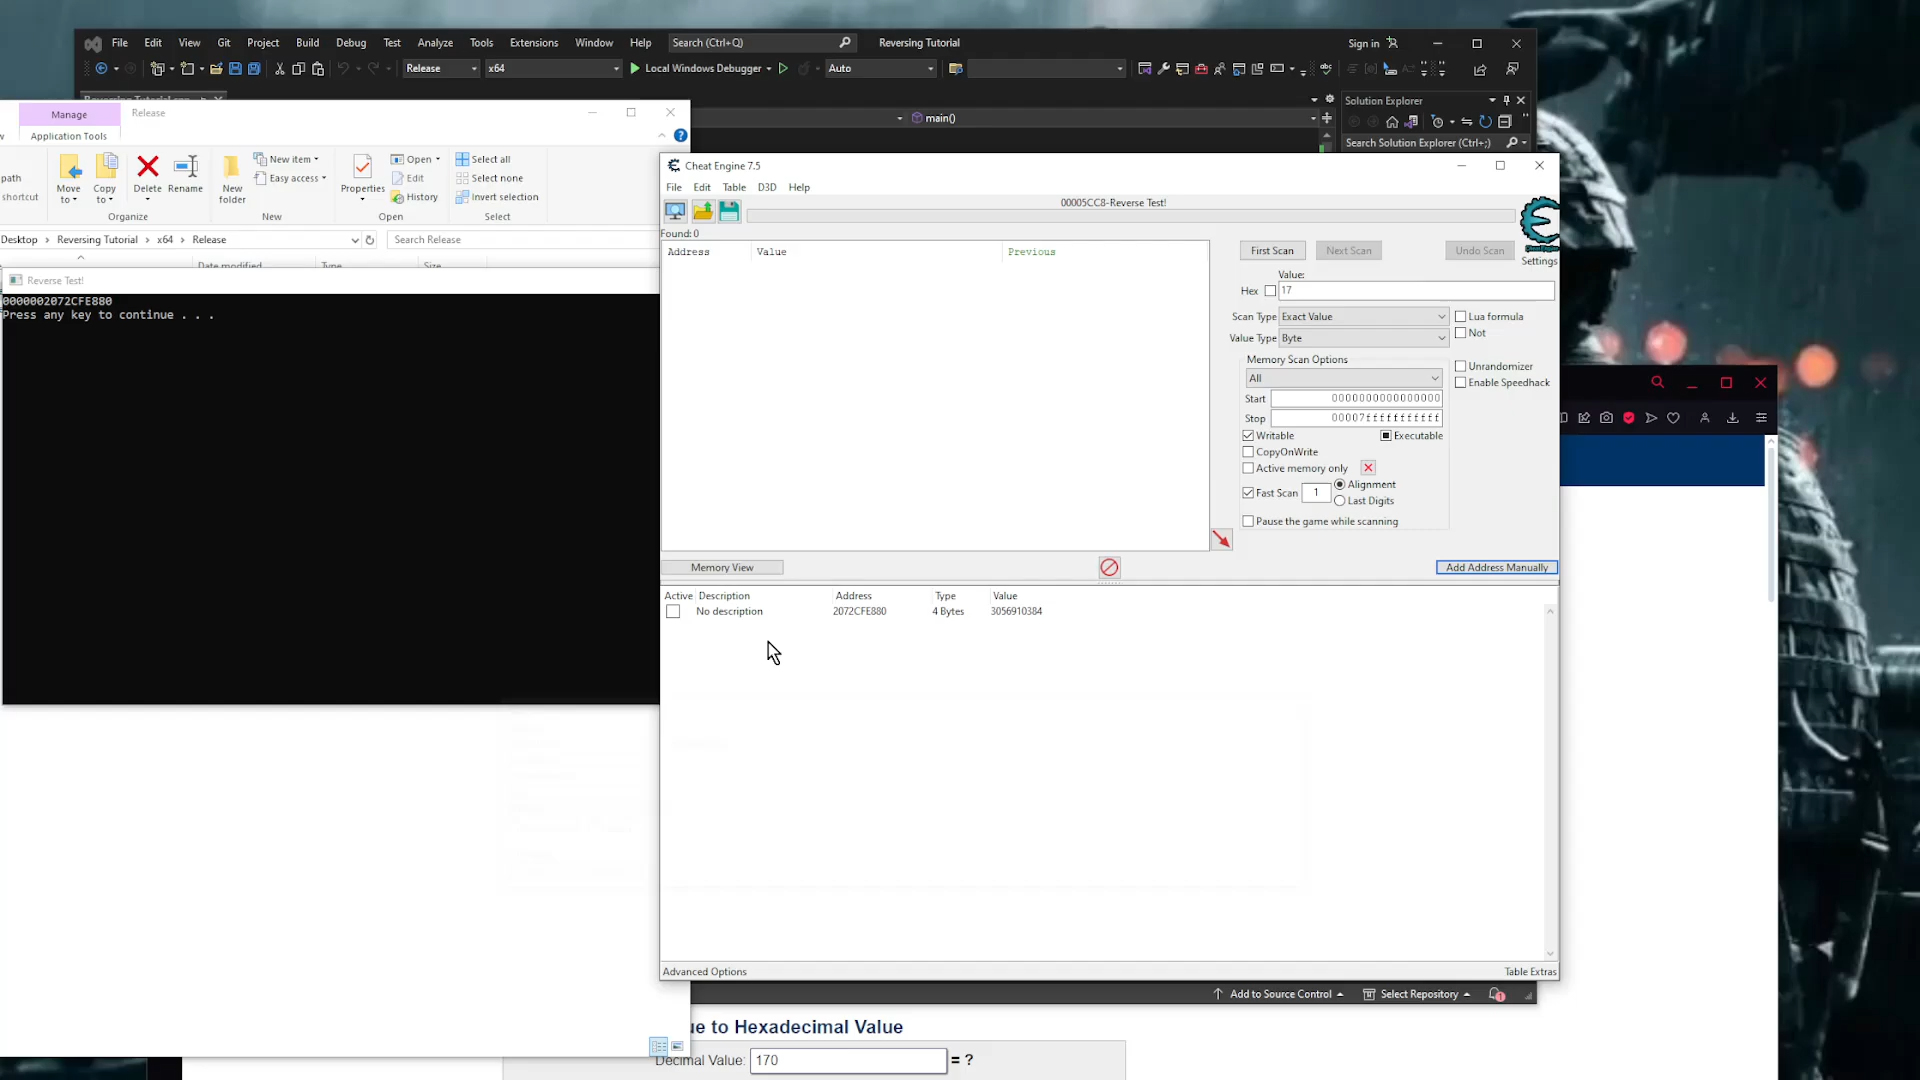 File Edit View Git Project Build Debug Test Analyze Tools Extensions Window Help Search (Ctrl+Q) Reversing Tutorial Sign in
Release x64 Local Windows Debugger Auto
main()
Solution Explorer
Search Solution Explorer (Ctrl+;)
Manage Release
Application Tools
path
shortcut
Move to Copy to Delete Rename New folder New item Easy access Properties Open Edit History Select all Select none Invert selection
Organize New Open Select
Desktop > Reversing Tutorial > x64 > Release Search Release
Date modified Type Size
Reverse Test!
0000002072CFE880
Press any key to continue . . .
Cheat Engine 7.5
File Edit Table D3D Help
00005CC8-Reverse Test!
Found: 0
Address Value Previous
First Scan Next Scan Undo Scan
Settings
Value:
Hex 17
Scan Type Exact Value Lua formula
Not
Value Type Byte
Memory Scan Options
All
Unrandomizer
Enable Speedhack
Start 0000000000000000
Stop 00007fffffffffff
Writable Executable
CopyOnWrite
Active memory only
Fast Scan 1 Alignment
Last Digits
Pause the game while scanning
Memory View Add Address Manually
Active Description Address Type Value
No description 2072CFE880 4 Bytes 3056910384
Advanced Options Table Extras
Add to Source Control Select Repository 1
ue to Hexadecimal Value
Decimal Value: 170 = ?